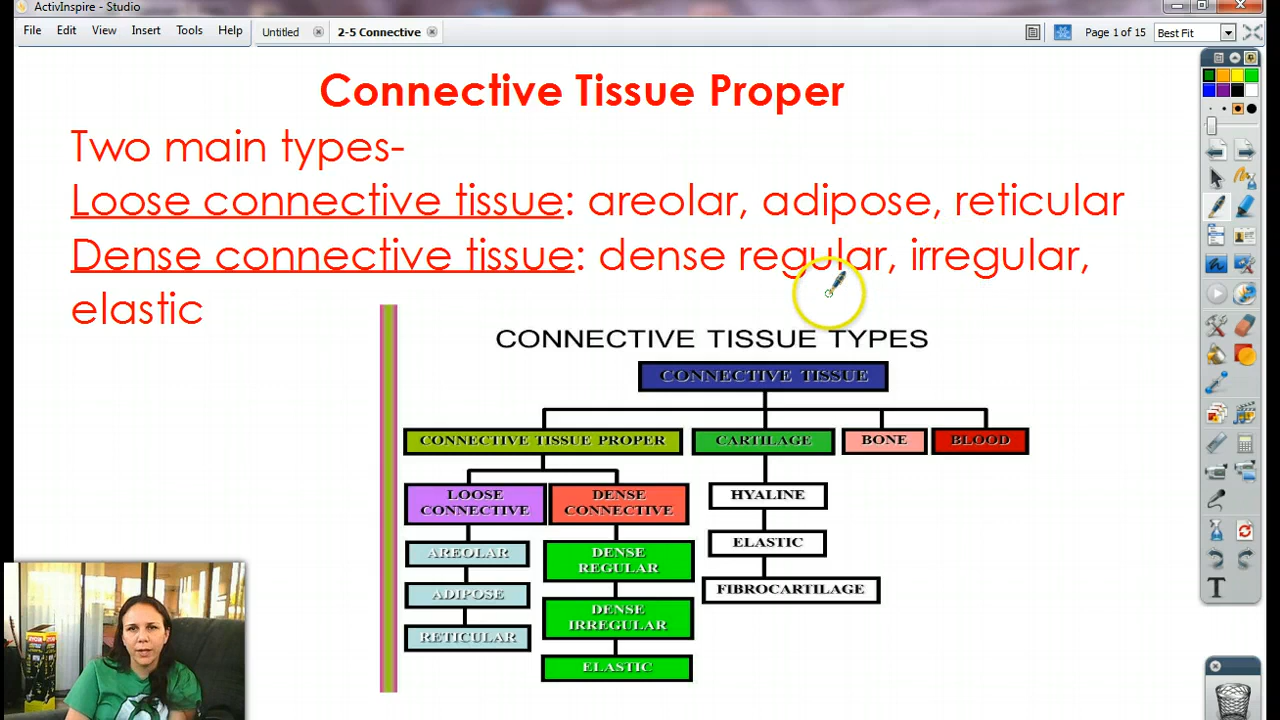 ActivInspire - Studio
File Edit View Insert Tools Help Untitled 2-5 Connective Page 1 of 15 Best Fit
Connective Tissue Proper
Two main types-
Loose connective tissue: areolar, adipose, reticular
Dense connective tissue: dense regular, irregular,
elastic
CONNECTIVE TISSUE TYPES
CONNECTIVE TISSUE
CONNECTIVE TISSUE PROPER CARTILAGE BONE BLOOD
LOOSE
CONNECTIVE
DENSE
CONNECTIVE
HYALINE
ELASTIC
FIBROCARTILAGE
AREOLAR
ADIPOSE
RETICULAR
DENSE
REGULAR
DENSE
IRREGULAR
ELASTIC
T